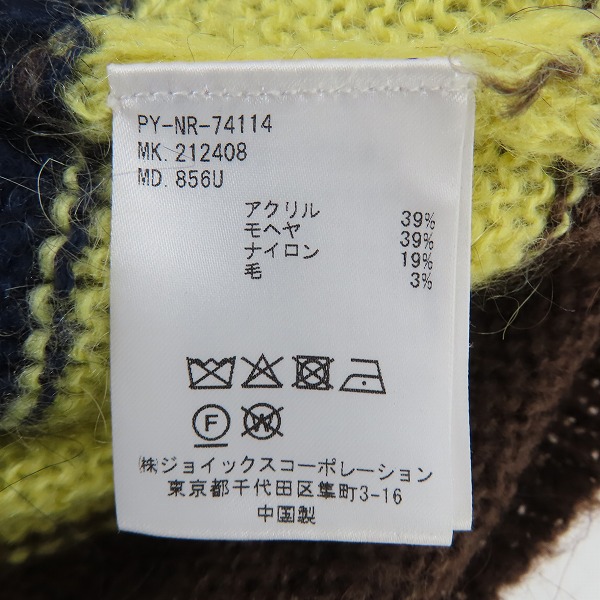 PY-NR-74114
MK. 212408
MD. 856U
アクリル 39%
モヘヤ 39%
ナイロン 19%
毛 3%
F W
㈱ジョイックスコーポレーション
東京都千代田区隼町3-16
中国製